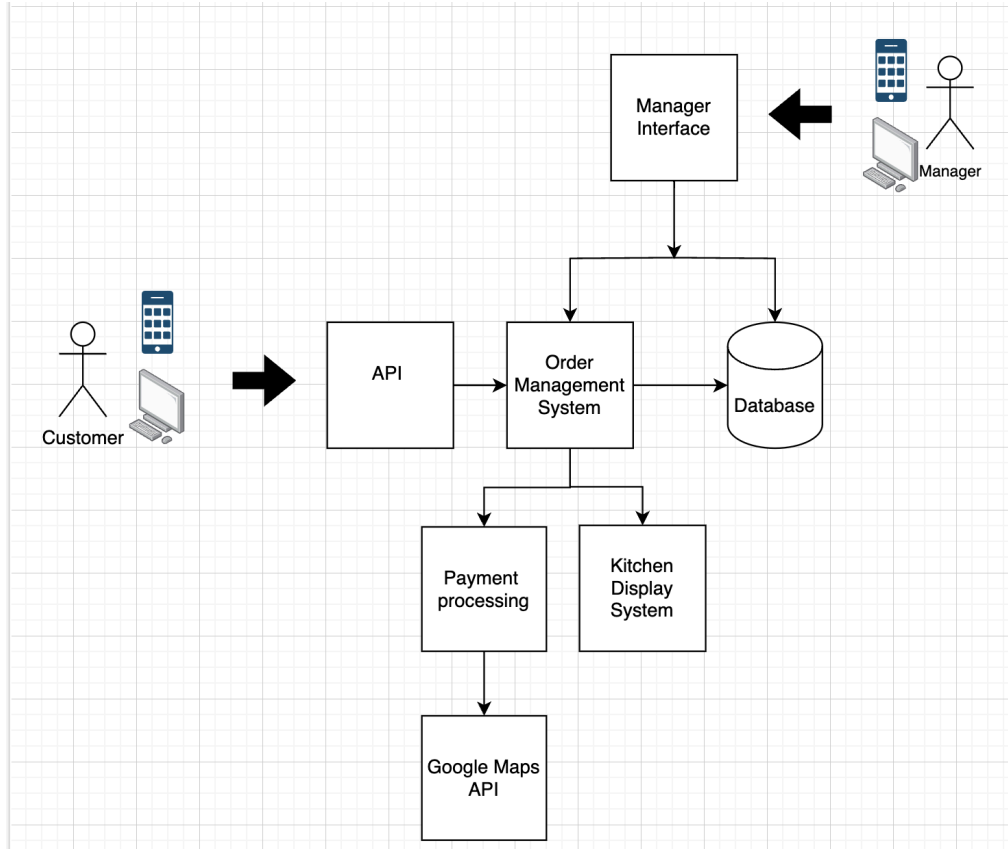 Manager
Interface
Manager
API
Order
Management
System
Database
Customer
Payment
processing
Kitchen
Display
System
Google Maps
API